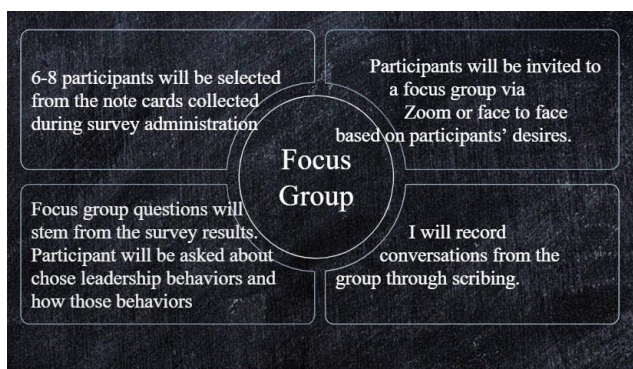 6-8 participants will be selected
from the note cards collected
during survey administration
Participants will be invited to
a focus group via
Zoom or face to face
based on participants' desires.
Focus
Group
Focus group questions will
stem from the survey results.
Participant will be asked about
chose leadership behaviors and
how those behaviors
I will record
conversations from the
group through scribing.